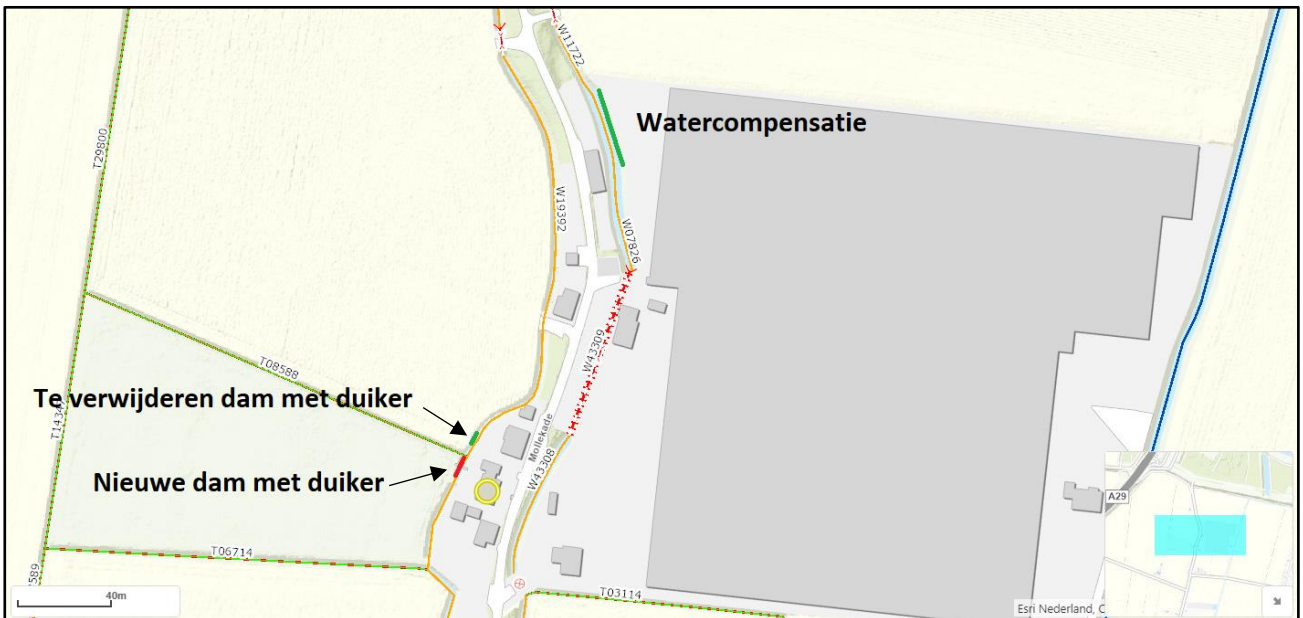 W11722
Watercompensatie
T29800
W19392
W07826
T08588
W43309
Te verwijderen dam met duiker
Mollekade
Nieuwe dam met duiker
W43308
A29
T06714
T03114
40m
Esri Nederland, C